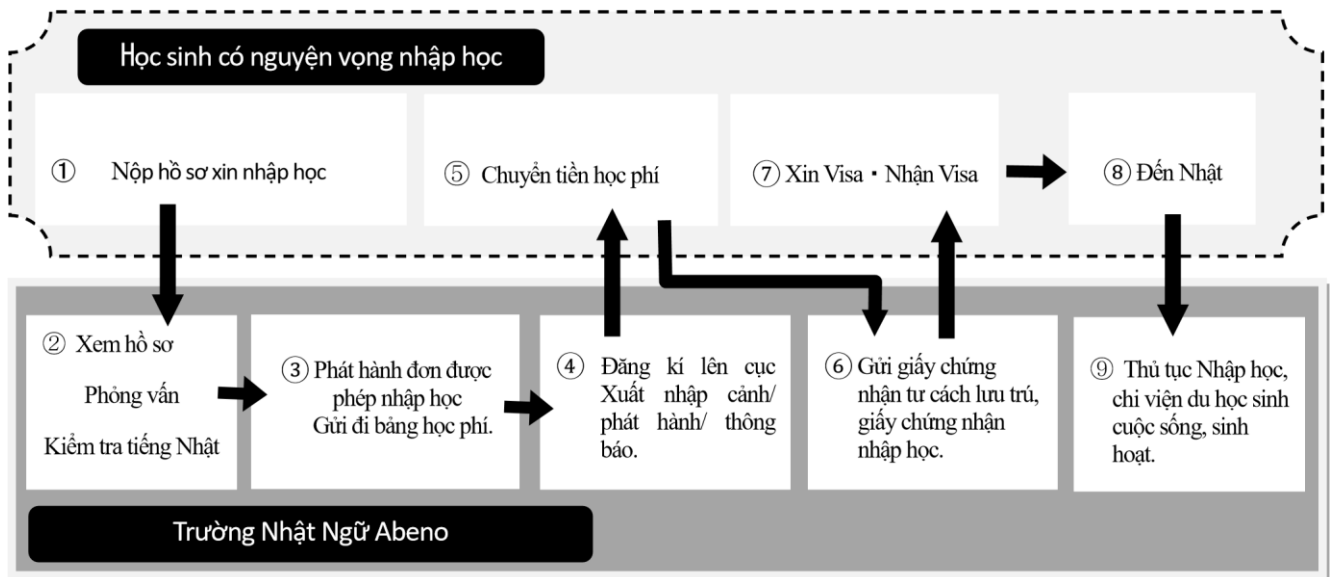 Học sinh có nguyện vọng nhập học
① Nộp hồ sơ xin nhập học
⑤ Chuyển tiền học phí
⑦ Xin Visa・Nhận Visa
⑧ Đến Nhật
② Xem hồ sơ
Phỏng vấn
Kiểm tra tiếng Nhật
③ Phát hành đơn được
phép nhập học
Gửi đi bảng học phí.
④ Đăng kí lên cục
Xuất nhập cảnh/
phát hành/ thông
báo.
⑥ Gửi giấy chứng
nhận tư cách lưu trú,
giấy chứng nhận
nhập học.
⑨ Thủ tục Nhập học,
chi viện du học sinh
cuộc sống, sinh
hoạt.
Trường Nhật Ngữ Abeno